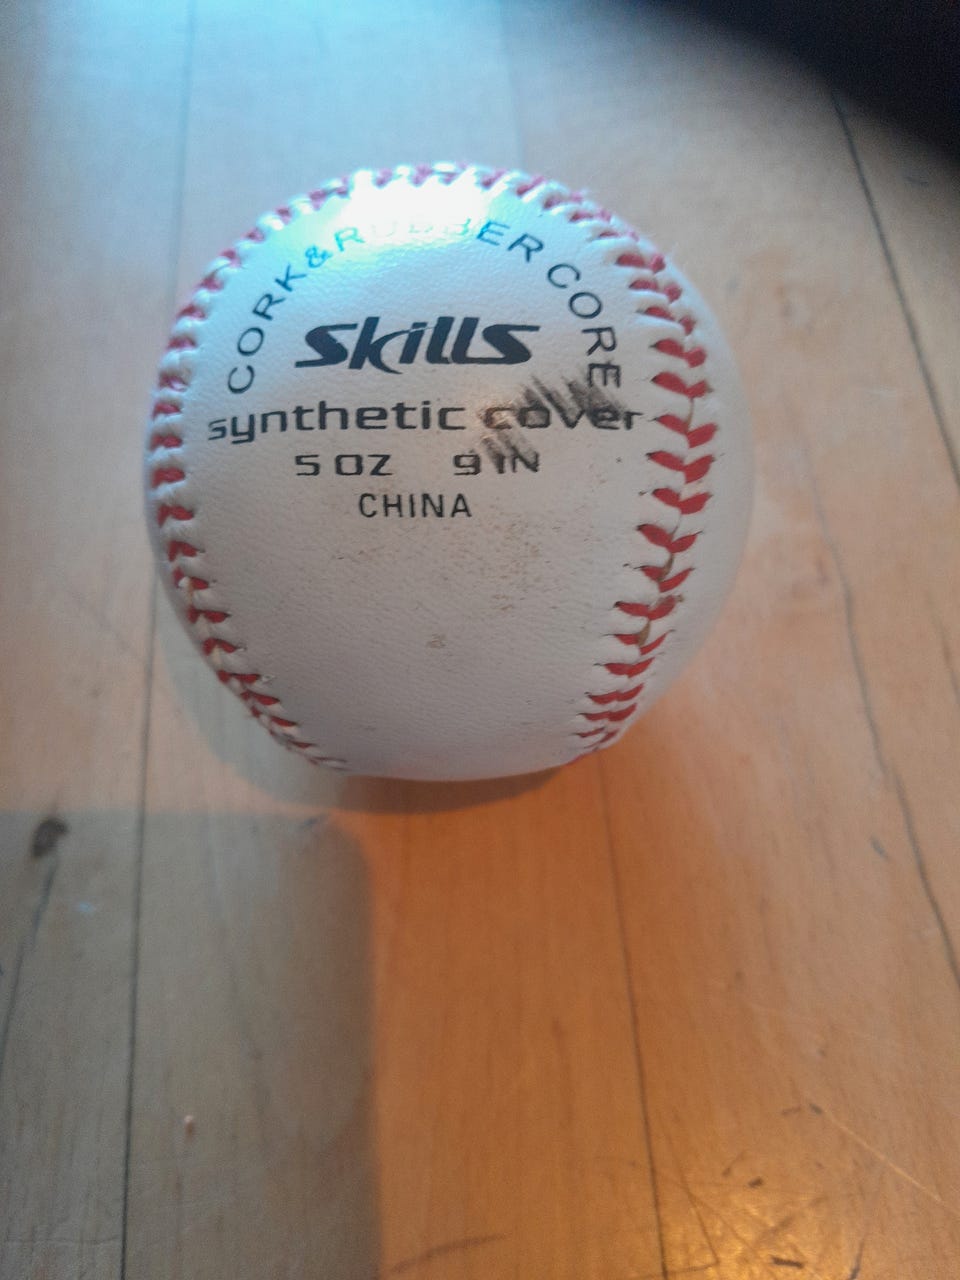 CORK & RUBBER CORE
Skills
synthetic cover
5 OZ 9 IN
CHINA